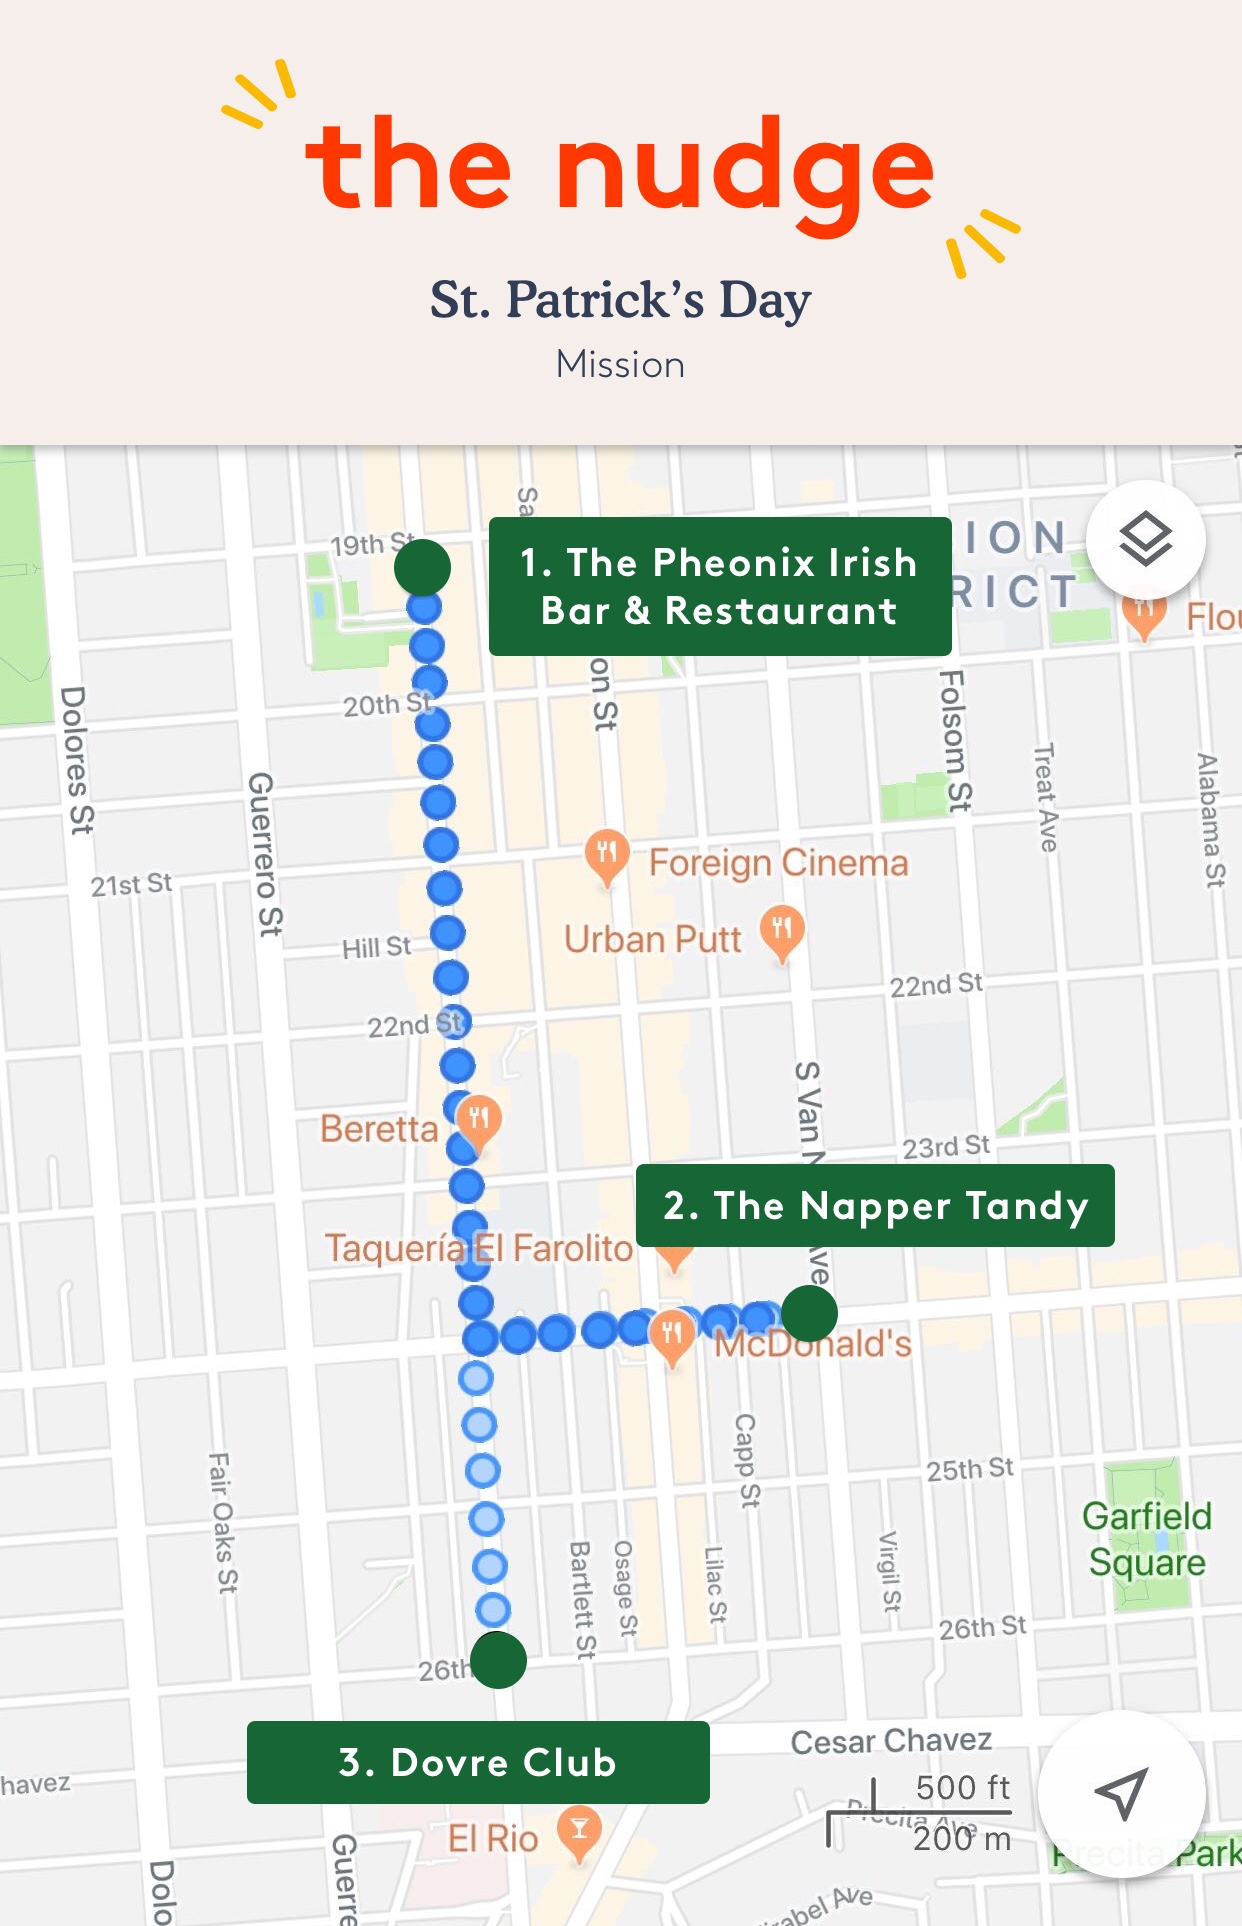 the nudge
St. Patrick's Day
Mission
Sa
19th St
1. The Pheonix Irish
Bar & Restaurant
ION
RICT
Flou
20th St
on St
Dolores St
Folsom St
Guerrero St
Treat Ave
Alabama St
Foreign Cinema
21st St
Urban Putt
Hill St
22nd St
22nd St
S Van N
Ave
Beretta
23rd St
2. The Napper Tandy
Taquería El Farolito
McDonald's
Fair Oaks St
Capp St
25th St
Garfield
Square
Bartlett St
Osage St
Lilac St
Virgil St
26th St
26th
3. Dovre Club
Cesar Chavez
havez
500 ft
200 m
Precita Ave
El Rio
Precita Park
Guerre
Dolo
irabel Ave